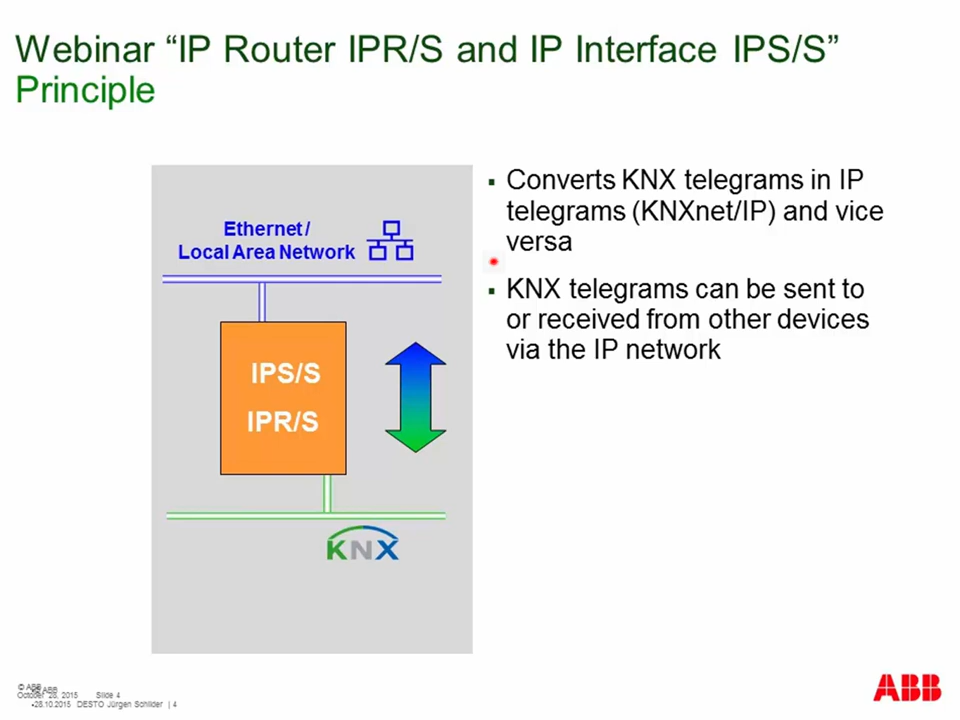 Webinar “IP Router IPR/S and IP Interface IPS/S”
Principle
Ethernet /
Local Area Network
IPS/S
IPR/S
KNX
▪ Converts KNX telegrams in IP
telegrams (KNXnet/IP) and vice
versa
▪ KNX telegrams can be sent to
or received from other devices
via the IP network
© ABB
October 28, 2015 Slide 4
•28.10.2015 DESTO Jürgen Schilder | 4
ABB